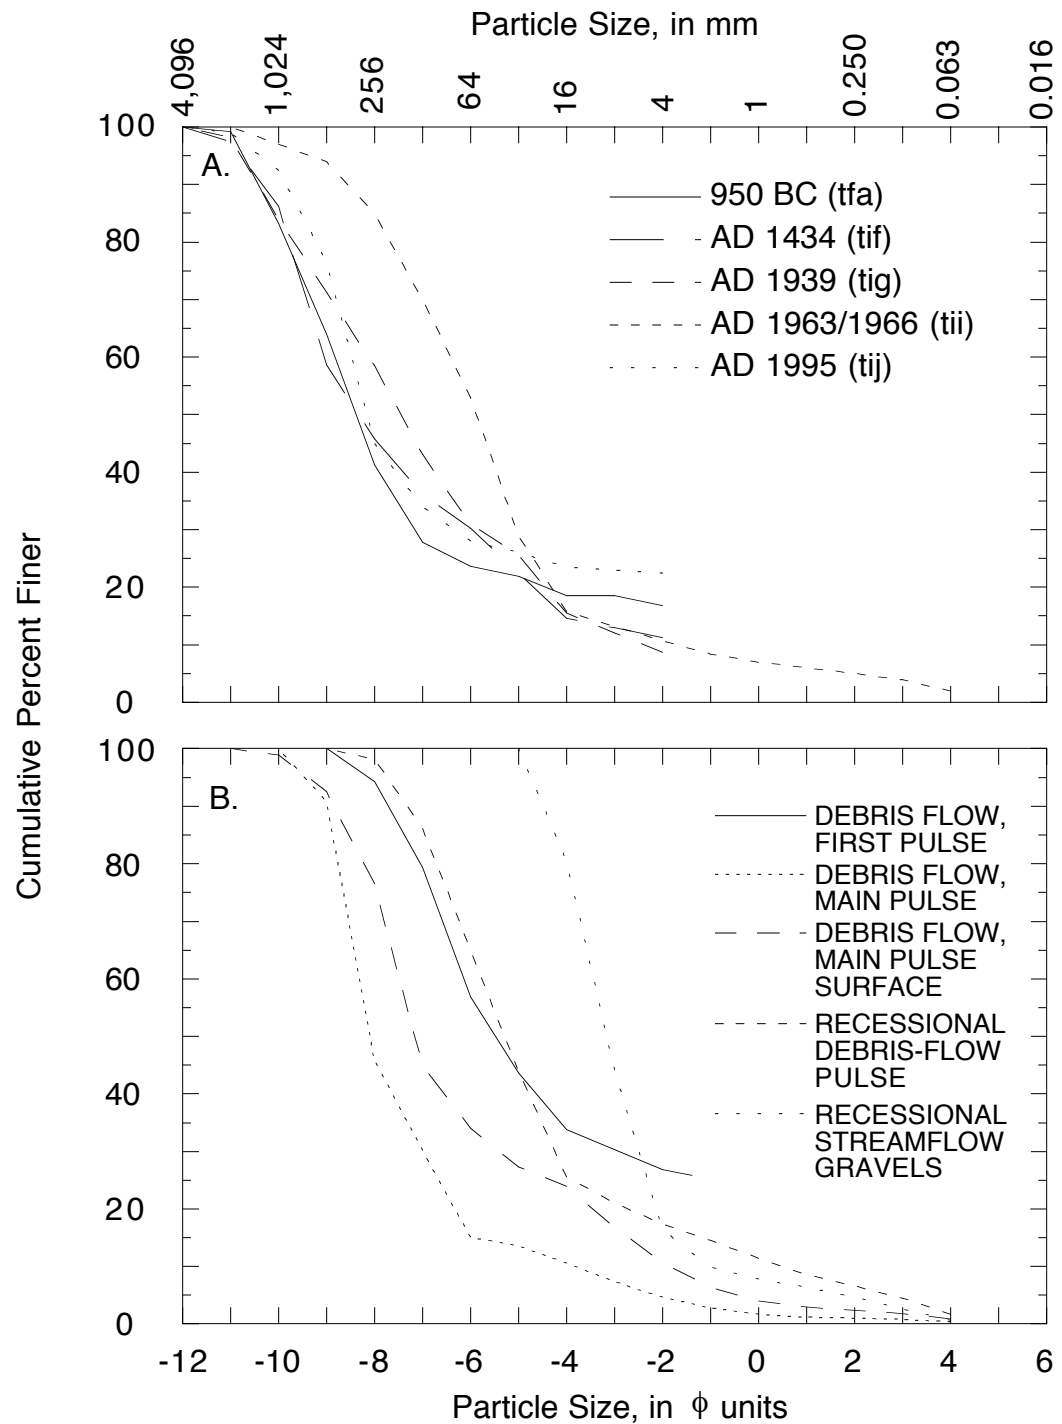 Particle Size, in mm
4,096
1,024
256
64
16
4
1
0.250
0.063
0.016
100
80
60
40
20
0
A.
950 BC (tfa)
AD 1434 (tif)
AD 1939 (tig)
AD 1963/1966 (tii)
AD 1995 (tij)
Cumulative Percent Finer
100
80
60
40
20
0
B.
DEBRIS FLOW,
FIRST PULSE
DEBRIS FLOW,
MAIN PULSE
DEBRIS FLOW,
MAIN PULSE
SURFACE
RECESSIONAL
DEBRIS-FLOW
PULSE
RECESSIONAL
STREAMFLOW
GRAVELS
-12
-10
-8
-6
-4
-2
0
2
4
6
Particle Size, in ϕ units